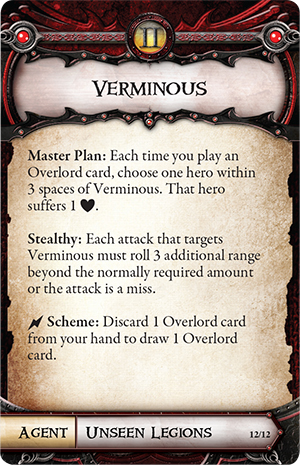 II
VERMINOUS
Master Plan: Each time you play an
Overlord card, choose one hero within
3 spaces of Verminous. That hero
suffers 1 ♥.
Stealthy: Each attack that targets
Verminous must roll 3 additional range
beyond the normally required amount
or the attack is a miss.
Scheme: Discard 1 Overlord card
from your hand to draw 1 Overlord
card.
AGENT UNSEEN LEGIONS 12/12